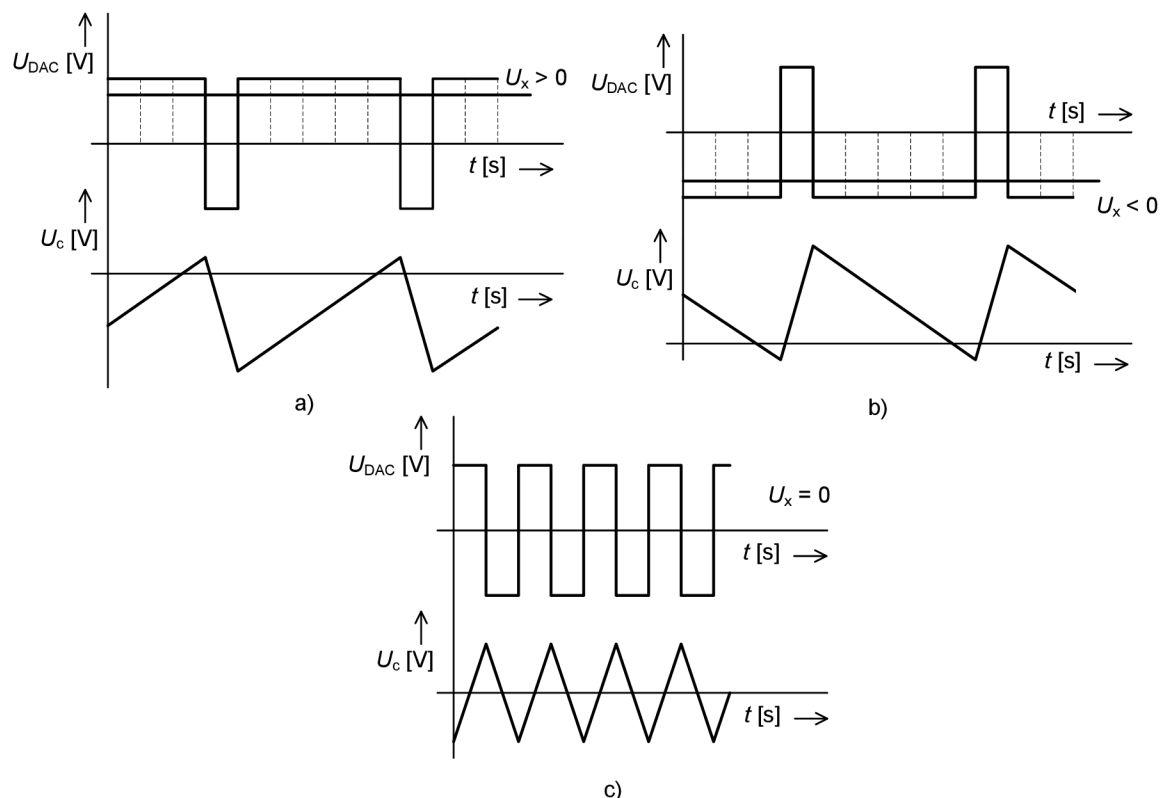 U_DAC [V]
U_x > 0
t [s]
U_c [V]
t [s]
a)
U_DAC [V]
t [s]
U_x < 0
U_c [V]
t [s]
b)
U_DAC [V]
U_x = 0
t [s]
U_c [V]
t [s]
c)